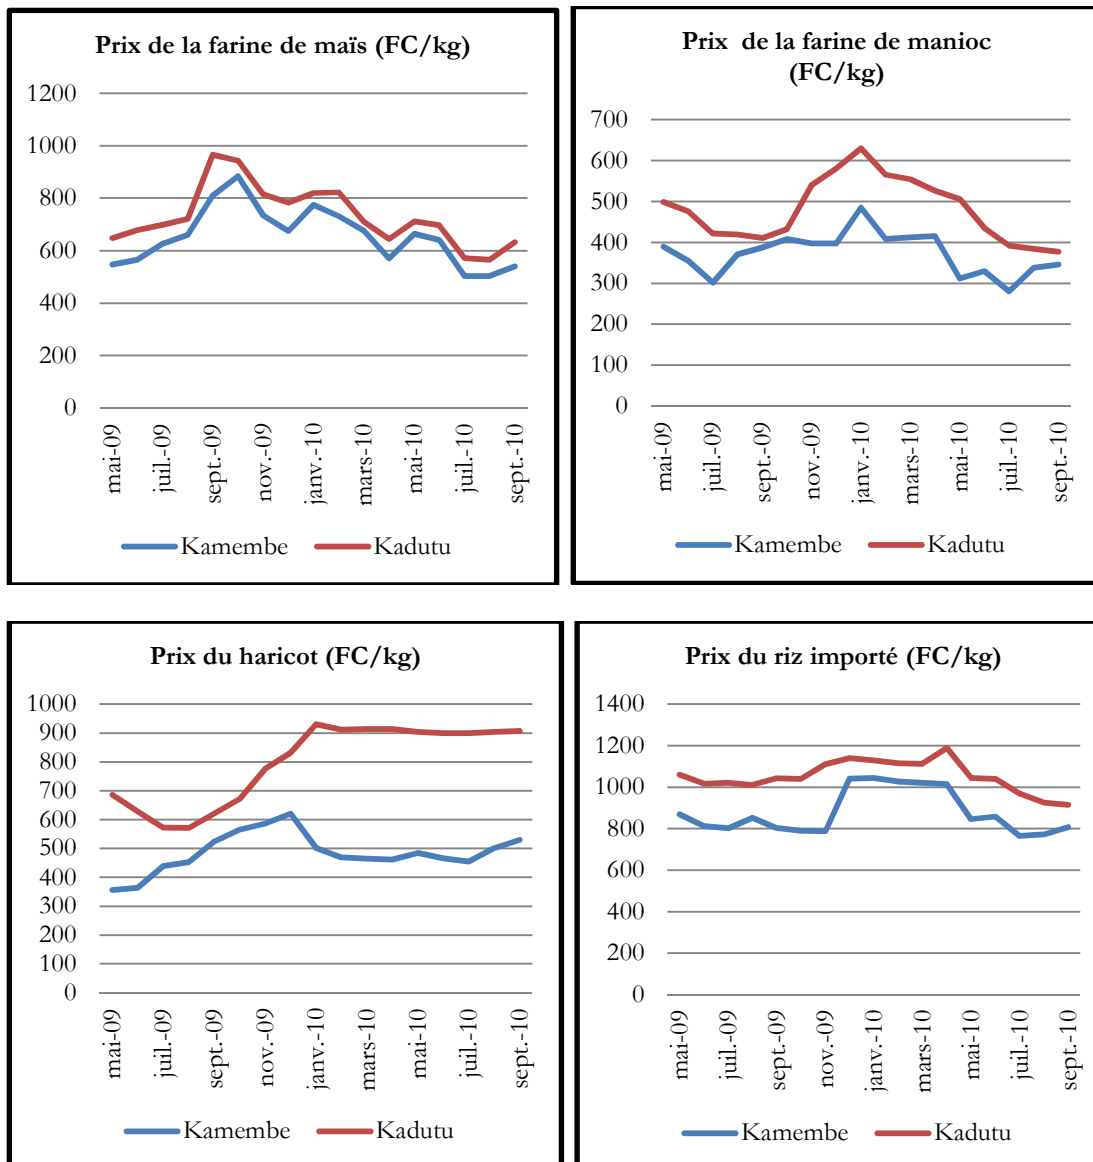 Prix de la farine de maïs (FC/kg)
1200
1000
800
600
400
200
0
mai-09
juil.-09
sept.-09
nov.-09
janv.-10
mars-10
mai-10
juil.-10
sept.-10
Kamembe
Kadutu
Prix de la farine de manioc
(FC/kg)
700
600
500
400
300
200
100
0
mai-09
juil.-09
sept.-09
nov.-09
janv.-10
mars-10
mai-10
juil.-10
sept.-10
Kamembe
Kadutu
Prix du haricot (FC/kg)
1000
900
800
700
600
500
400
300
200
100
0
mai-09
juil.-09
sept.-09
nov.-09
janv.-10
mars-10
mai-10
juil.-10
sept.-10
Kamembe
Kadutu
Prix du riz importé (FC/kg)
1400
1200
1000
800
600
400
200
0
mai-09
juil.-09
sept.-09
nov.-09
janv.-10
mars-10
mai-10
juil.-10
sept.-10
Kamembe
Kadutu